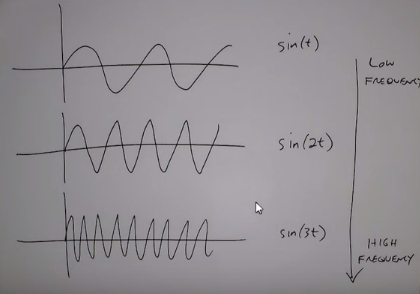 sin(t)
LOW
FREQUENCY
sin(2t)
sin(3t)
HIGH
FREQUENCY